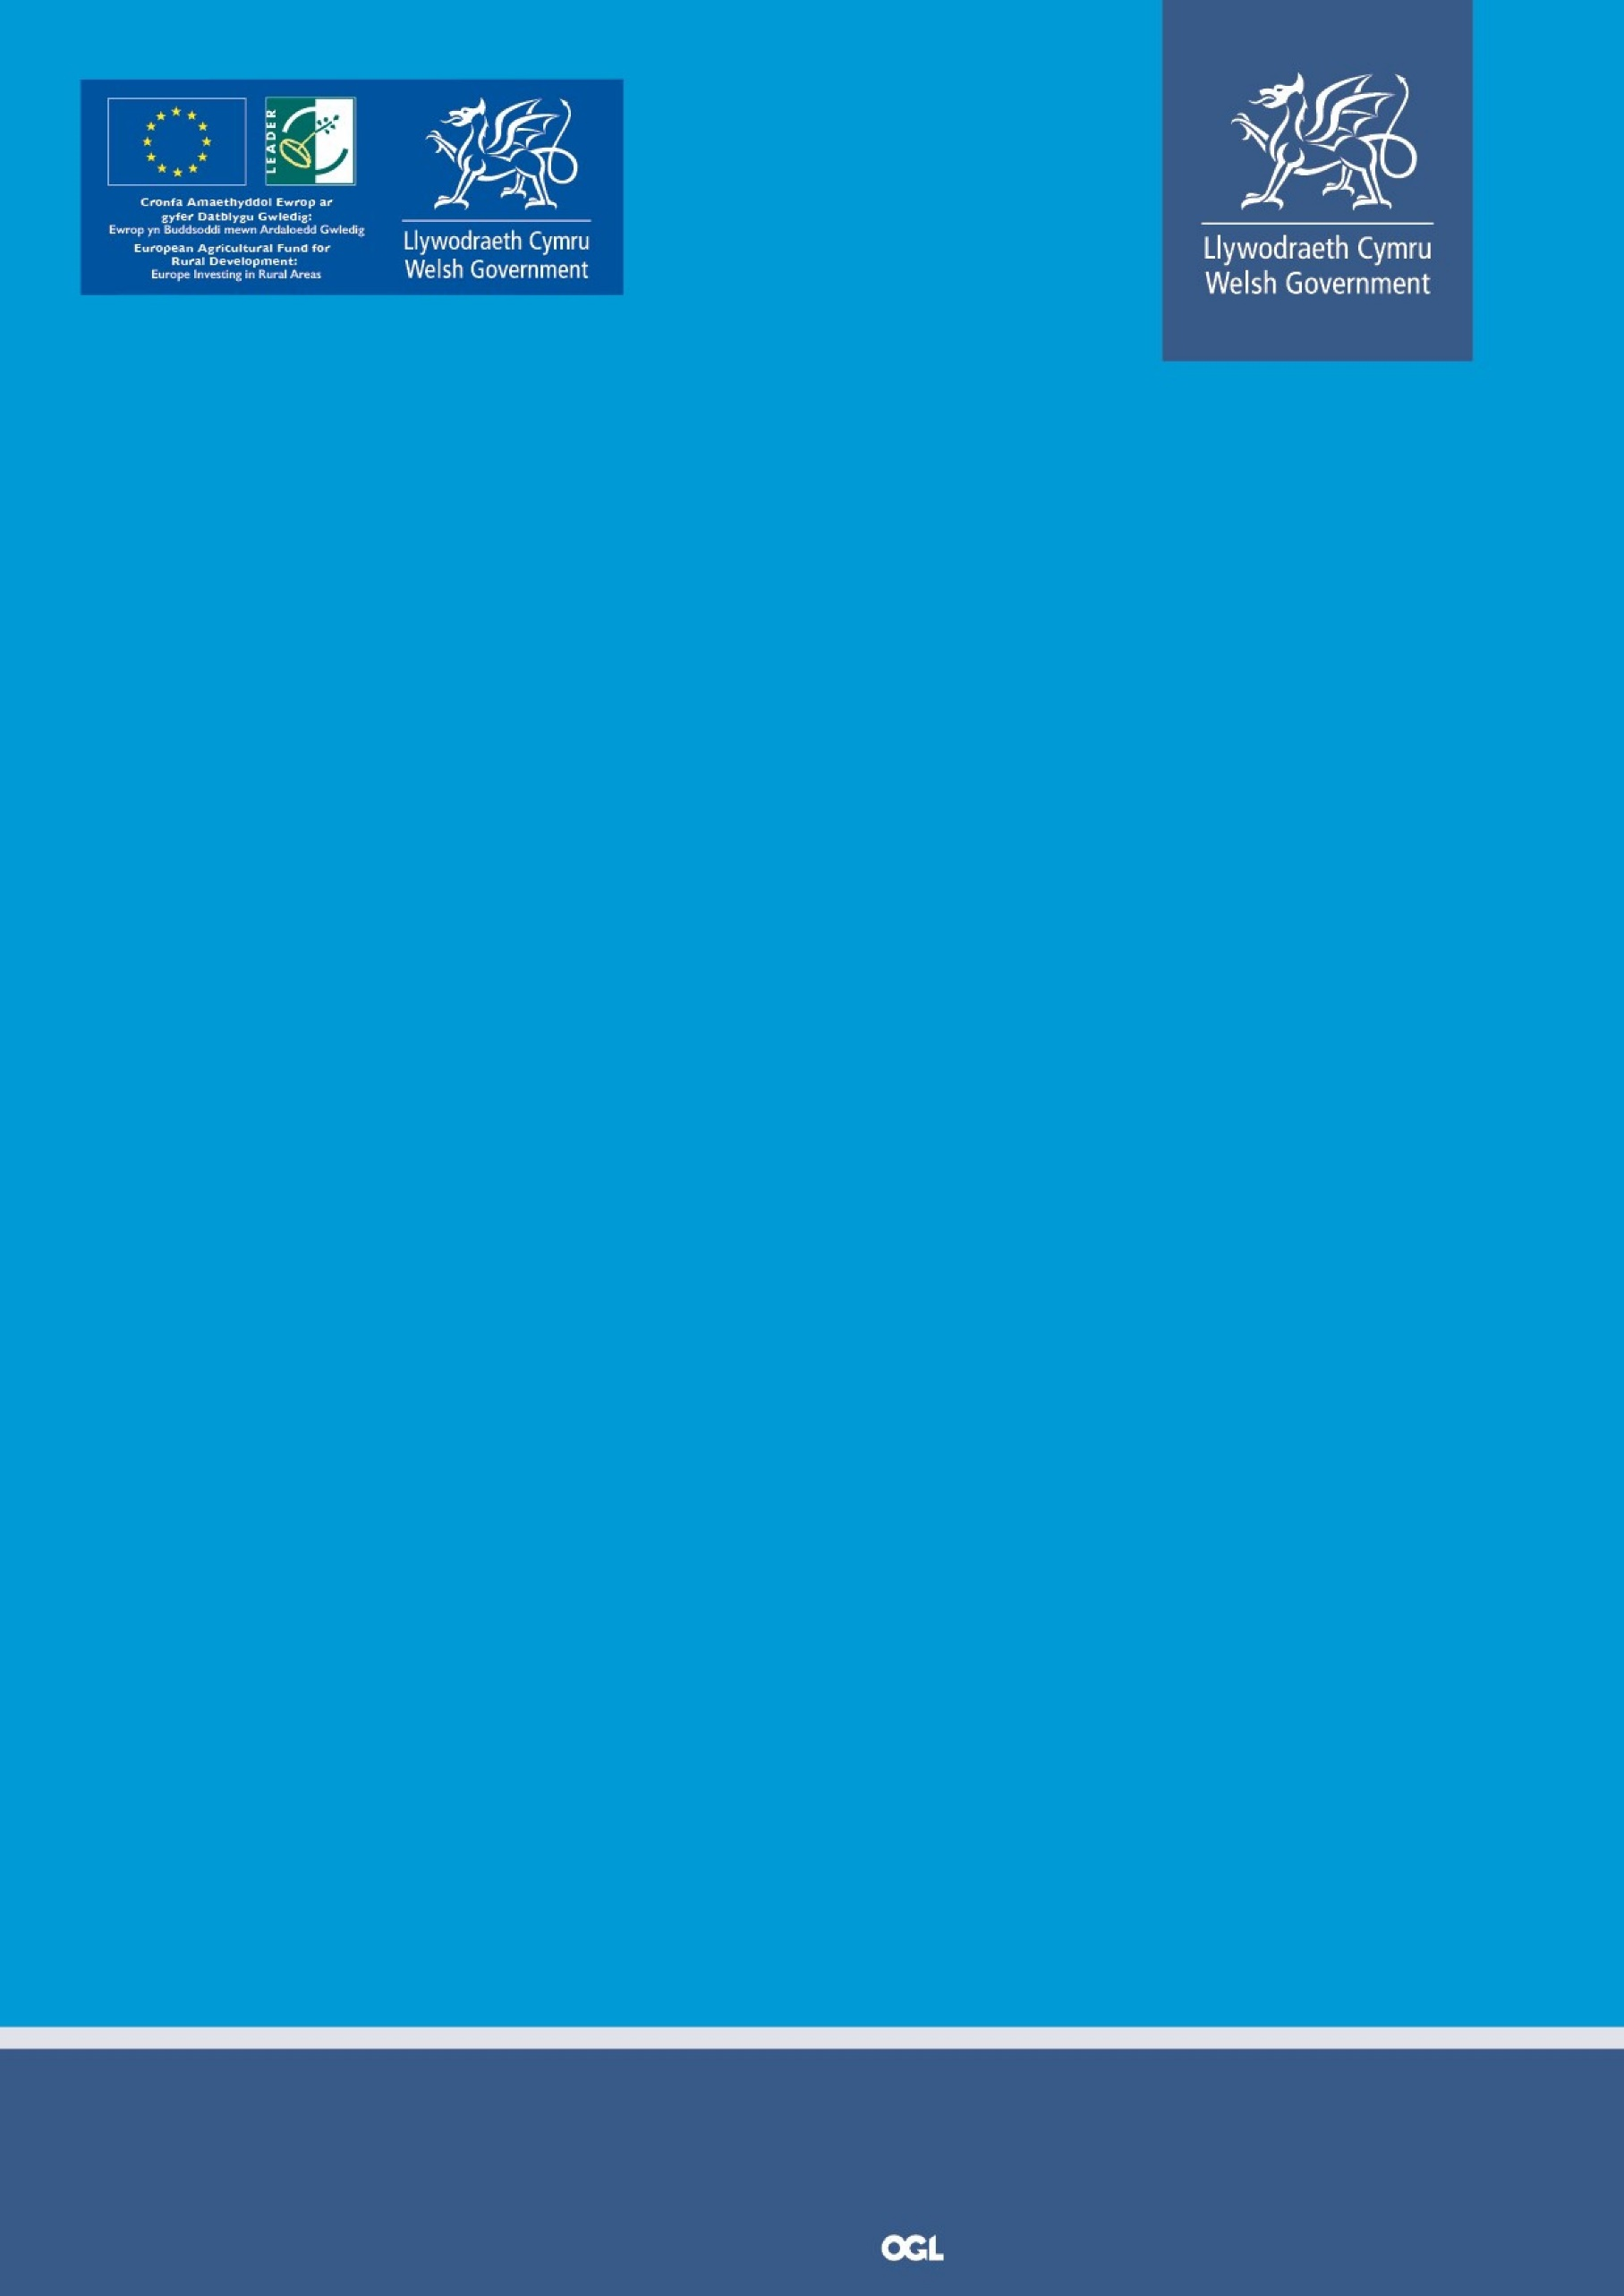 LEADER
Cronfa Amaethyddol Ewrop ar
gyfer Datblygu Gwledig:
Ewrop yn Buddsoddi mewn Ardaloedd Gwledig
European Agricultural Fund for
Rural Development:
Europe Investing in Rural Areas
Llywodraeth Cymru
Welsh Government
Llywodraeth Cymru
Welsh Government
OGL